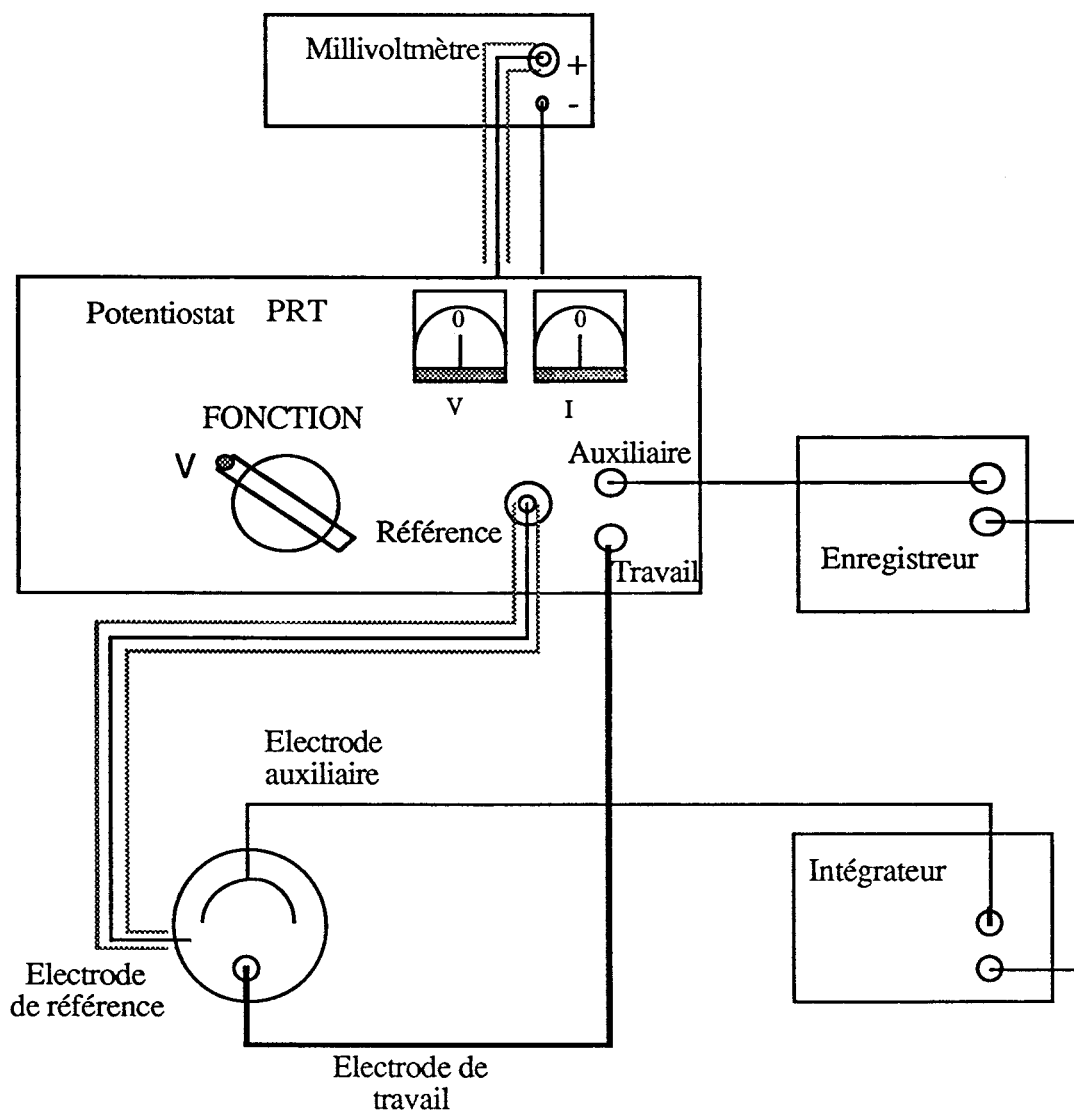 Millivoltmètre
+
-
Potentiostat PRT
0
0
V
I
FONCTION
V
Auxiliaire
Référence
Travail
Enregistreur
Electrode
auxiliaire
Intégrateur
Electrode
de référence
Electrode de
travail